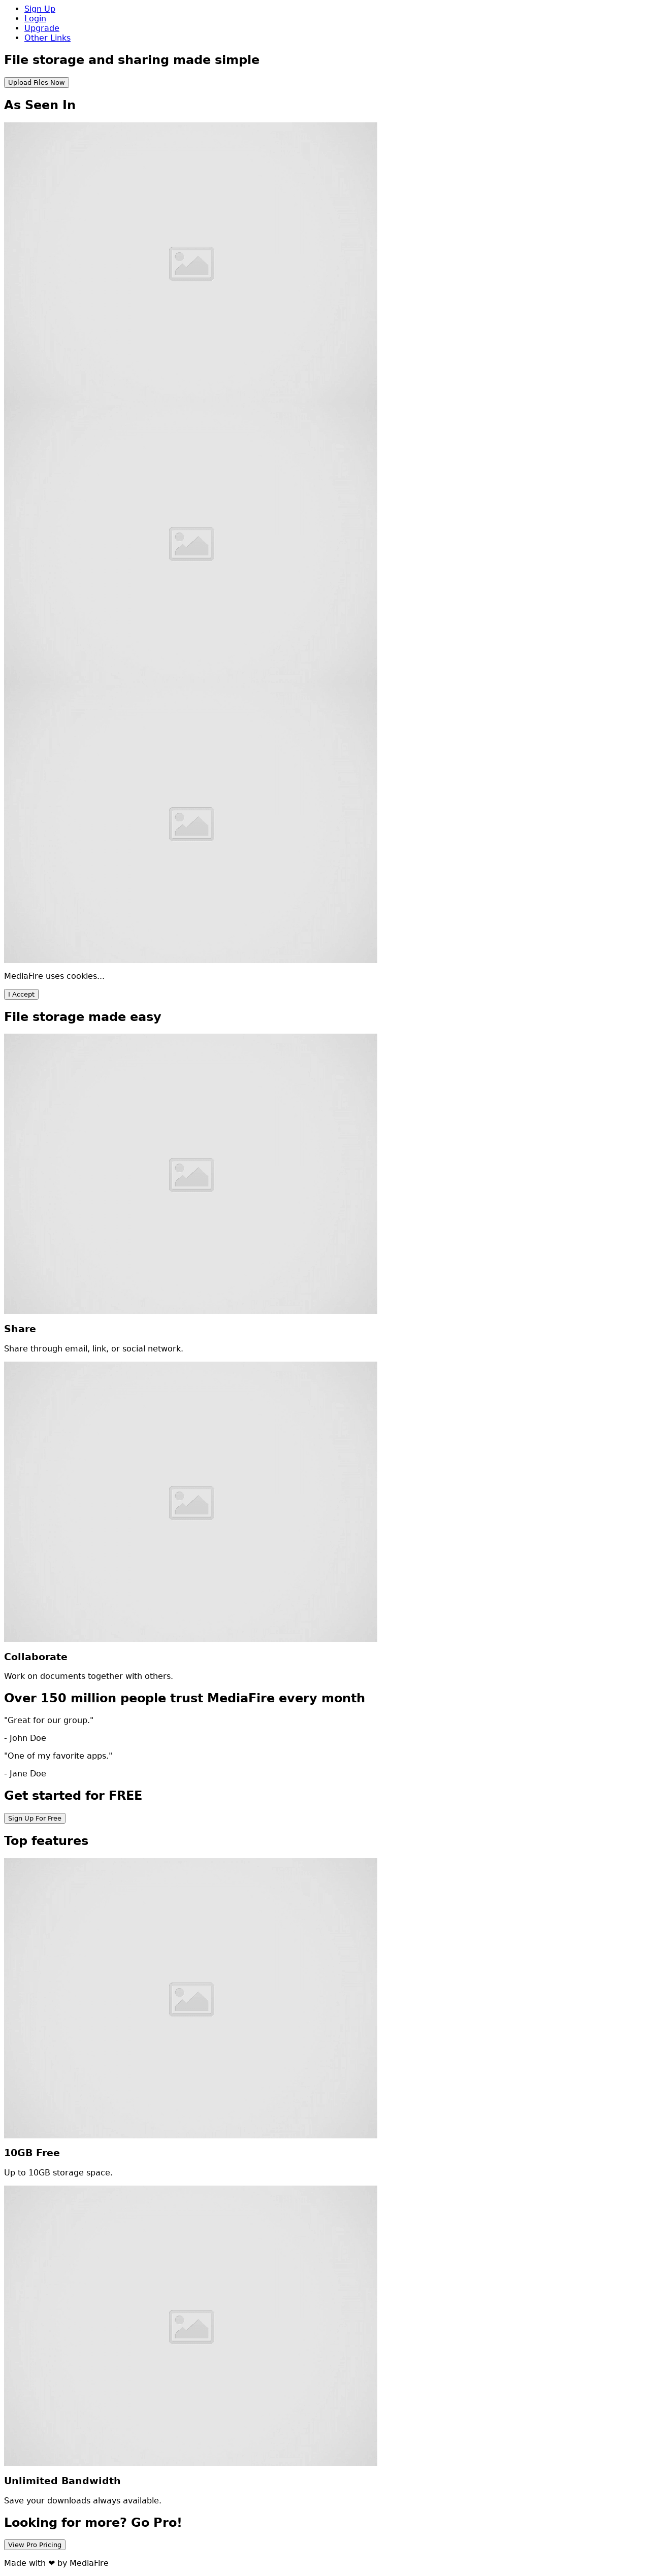 Sign Up
Login
Upgrade
Other Links
File storage and sharing made simple
Upload Files Now
As Seen In
MediaFire uses cookies...
I Accept
File storage made easy
Share
Share through email, link, or social network.
Collaborate
Work on documents together with others.
Over 150 million people trust MediaFire every month
"Great for our group."
- John Doe
"One of my favorite apps."
- Jane Doe
Get started for FREE
Sign Up For Free
Top features
10GB Free
Up to 10GB storage space.
Unlimited Bandwidth
Save your downloads always available.
Looking for more? Go Pro!
View Pro Pricing
Made with ❤ by MediaFire